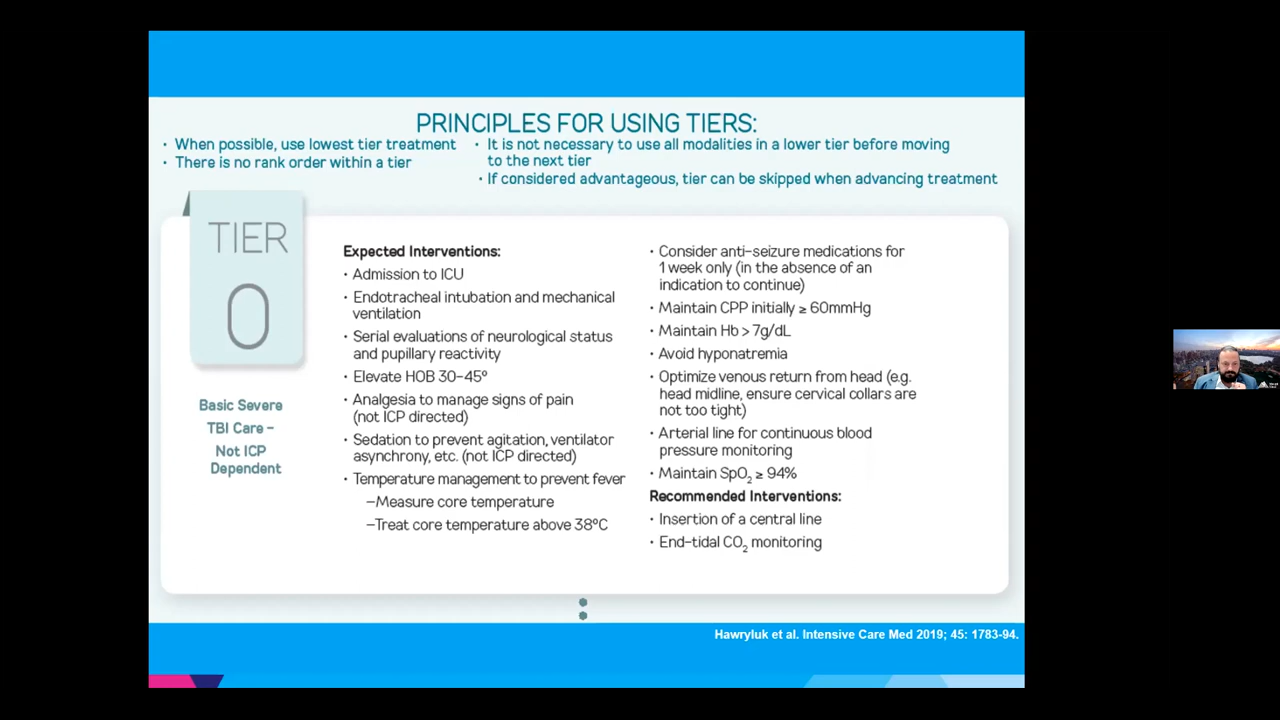 PRINCIPLES FOR USING TIERS:
• When possible, use lowest tier treatment
• There is no rank order within a tier
• It is not necessary to use all modalities in a lower tier before moving
to the next tier
• If considered advantageous, tier can be skipped when advancing treatment
TIER
0
Basic Severe
TBI Care –
Not ICP
Dependent
Expected Interventions:
• Admission to ICU
• Endotracheal intubation and mechanical
ventilation
• Serial evaluations of neurological status
and pupillary reactivity
• Elevate HOB 30–45°
• Analgesia to manage signs of pain
(not ICP directed)
• Sedation to prevent agitation, ventilator
asynchrony, etc. (not ICP directed)
• Temperature management to prevent fever
–Measure core temperature
–Treat core temperature above 38°C
• Consider anti-seizure medications for
1 week only (in the absence of an
indication to continue)
• Maintain CPP initially ≥ 60mmHg
• Maintain Hb > 7g/dL
• Avoid hyponatremia
• Optimize venous return from head (e.g.
head midline, ensure cervical collars are
not too tight)
• Arterial line for continuous blood
pressure monitoring
• Maintain SpO₂ ≥ 94%
Recommended Interventions:
• Insertion of a central line
• End-tidal CO₂ monitoring
Hawryluk et al. Intensive Care Med 2019; 45: 1783-94.